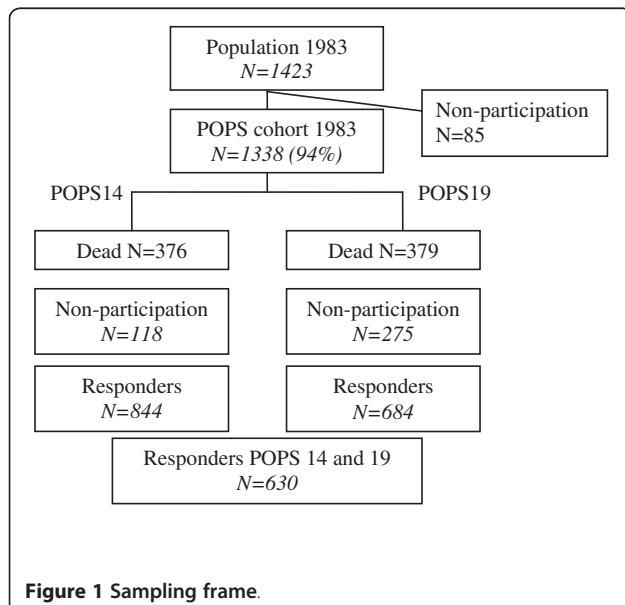 Population 1983
N=1423
Non-participation
N=85
POPS cohort 1983
N=1338 (94%)
POPS14
POPS19
Dead N=376
Dead N=379
Non-participation
N=118
Non-participation
N=275
Responders
N=844
Responders
N=684
Responders POPS 14 and 19
N=630
Figure 1 Sampling frame.